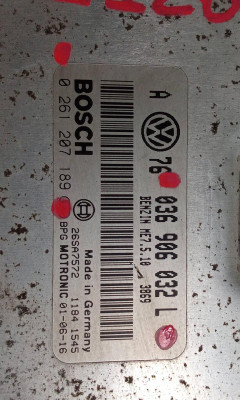 A VW 76 036 906 032 L
BENZIN ME7.5.10 3869
BOSCH
0 261 207 189
26SA7572 1184 1545
Made in Germany
BPG MOTRONIC 01-06-16